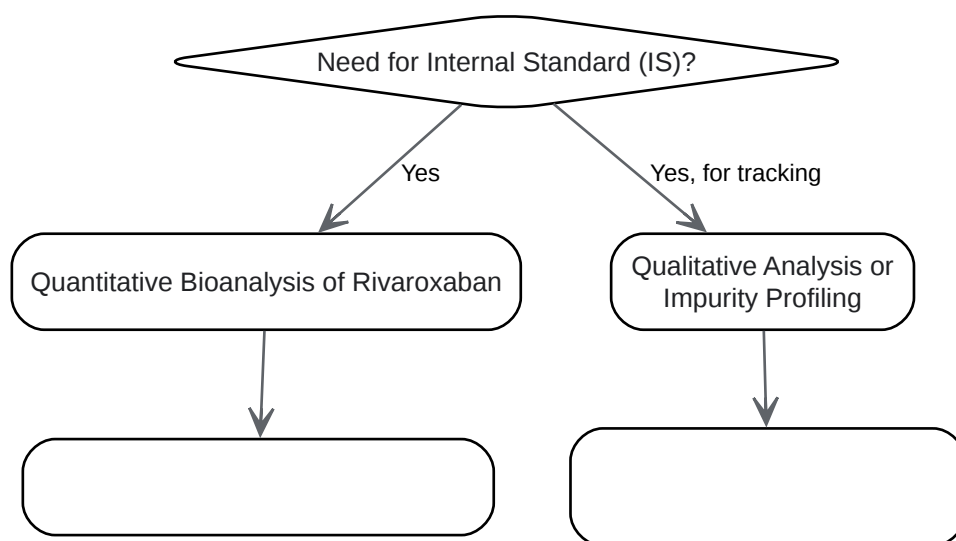 Need for Internal Standard (IS)?
Yes
Yes, for tracking
Quantitative Bioanalysis of Rivaroxaban
Qualitative Analysis or
Impurity Profiling